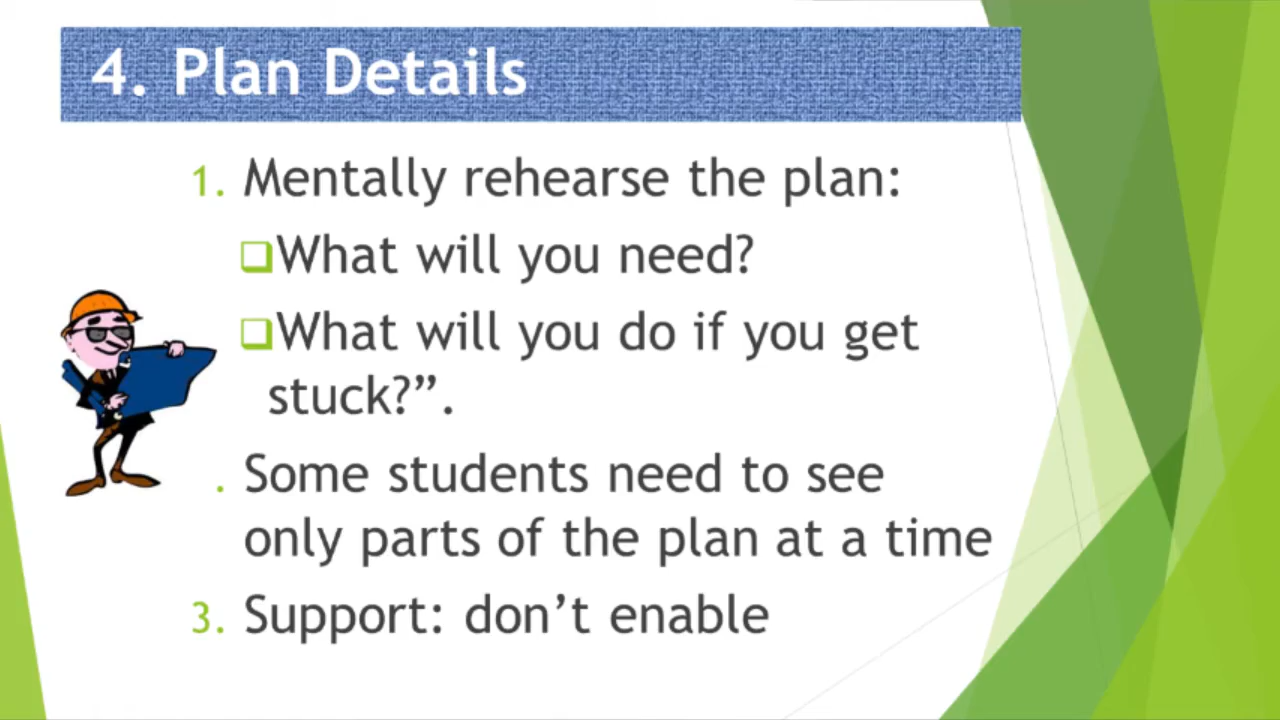 4. Plan Details
1. Mentally rehearse the plan:
❑What will you need?
❑What will you do if you get
stuck?”.
. Some students need to see
only parts of the plan at a time
3. Support: don’t enable